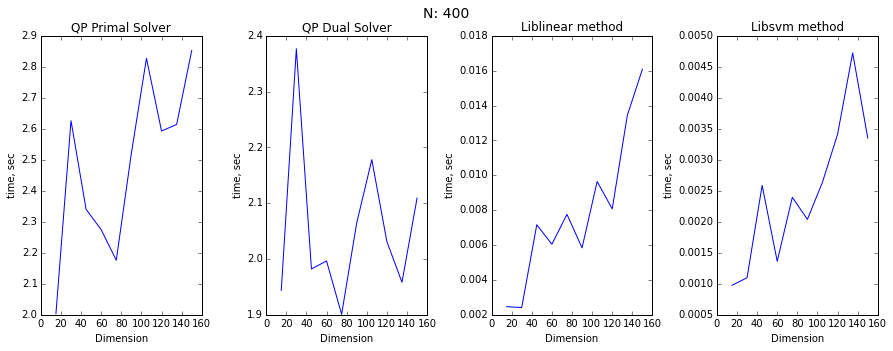 N: 400
QP Primal Solver
2.9
2.8
2.7
2.6
2.5
2.4
2.3
2.2
2.1
2.0
time, sec
0 20 40 60 80 100 120 140 160
Dimension
QP Dual Solver
2.4
2.3
2.2
2.1
2.0
1.9
time, sec
0 20 40 60 80 100 120 140 160
Dimension
Liblinear method
0.018
0.016
0.014
0.012
0.010
0.008
0.006
0.004
0.002
time, sec
0 20 40 60 80 100 120 140 160
Dimension
Libsvm method
0.0050
0.0045
0.0040
0.0035
0.0030
0.0025
0.0020
0.0015
0.0010
0.0005
time, sec
0 20 40 60 80 100 120 140 160
Dimension